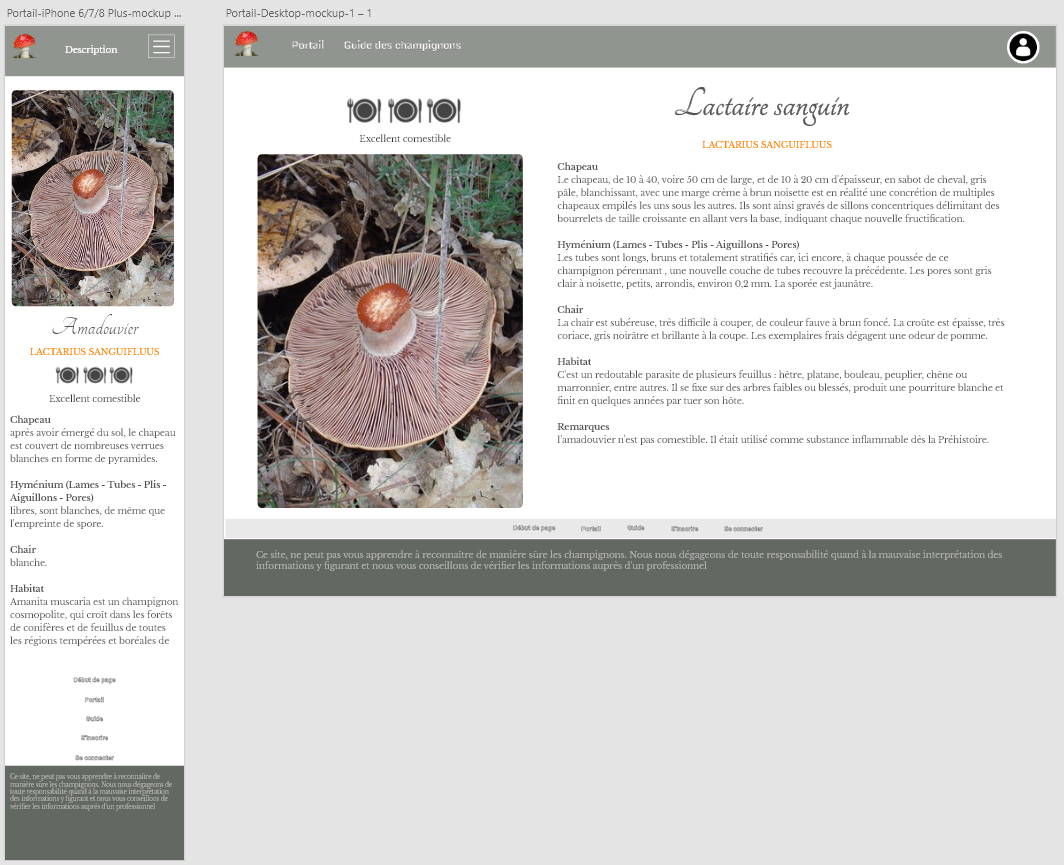 Portail-iPhone 6/7/8 Plus-mockup ...
Description
Amadouvier
LACTARIUS SANGUIFLUUS
Excellent comestible
Chapeau
après avoir émergé du sol, le chapeau
est couvert de nombreuses verrues
blanches en forme de pyramides.
Hyménium (Lames - Tubes - Plis -
Aiguillons - Pores)
libres, sont blanches, de même que
l'empreinte de spore.
Chair
blanche.
Habitat
Amanita muscaria est un champignon
cosmopolite, qui croît dans les forêts
de conifères et de feuillus de toutes
les régions tempérées et boréales de
Début de page
Portail
Guide
S'inscrire
Se connecter
Ce site, ne peut pas vous apprendre à reconnaître de
manière sûre les champignons. Nous nous dégageons de
toute responsabilité quand à la mauvaise interprétation
des informations y figurant et nous vous conseillons de
vérifier les informations auprès d'un professionnel
Portail-Desktop-mockup-1 – 1
Portail
Guide des champignons
Excellent comestible
Lactaire sanguin
LACTARIUS SANGUIFLUUS
Chapeau
Le chapeau, de 10 à 40, voire 50 cm de large, et de 10 à 20 cm d'épaisseur, en sabot de cheval, gris
pâle, blanchissant, avec une marge crème à brun noisette est en réalité une concrétion de multiples
chapeaux empilés les uns sous les autres. Ils sont ainsi gravés de sillons concentriques délimitant des
bourrelets de taille croissante en allant vers la base, indiquant chaque nouvelle fructification.
Hyménium (Lames - Tubes - Plis - Aiguillons - Pores)
Les tubes sont longs, bruns et totalement stratifiés car, ici encore, à chaque poussée de ce
champignon pérennant , une nouvelle couche de tubes recouvre la précédente. Les pores sont gris
clair à noisette, petits, arrondis, environ 0,2 mm. La sporée est jaunâtre.
Chair
La chair est subéreuse, très difficile à couper, de couleur fauve à brun foncé. La croûte est épaisse, très
coriace, gris noirâtre et brillante à la coupe. Les exemplaires frais dégagent une odeur de pomme.
Habitat
C'est un redoutable parasite de plusieurs feuillus : hêtre, platane, bouleau, peuplier, chêne ou
marronnier, entre autres. Il se fixe sur des arbres faibles ou blessés, produit une pourriture blanche et
finit en quelques années par tuer son hôte.
Remarques
l'amadouvier n'est pas comestible. Il était utilisé comme substance inflammable dès la Préhistoire.
Début de page
Portail
Guide
S'inscrire
Se connecter
Ce site, ne peut pas vous apprendre à reconnaître de manière sûre les champignons. Nous nous dégageons de toute responsabilité quand à la mauvaise interprétation des
informations y figurant et nous vous conseillons de vérifier les informations auprès d'un professionnel